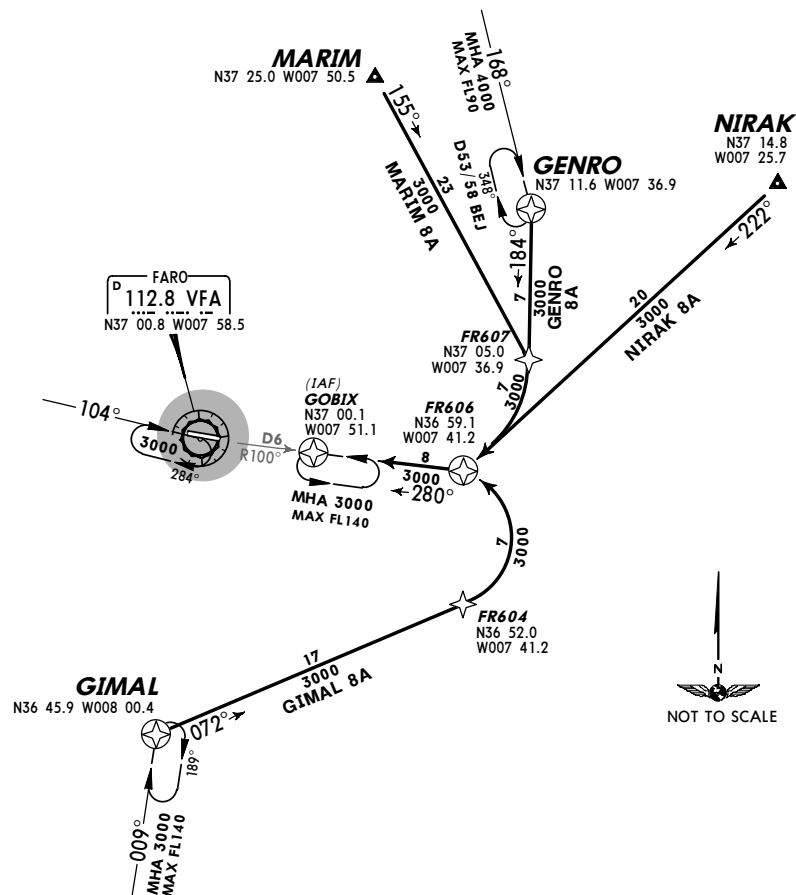 MARIM
N37 25.0 W007 50.5
155°
23
3000
MARIM 8A
MHA 4000
MAX FL90
168°
D53/58 BEJ
348°
GENRO
N37 11.6 W007 36.9
184°
7
3000
GENRO
8A
NIRAK
N37 14.8
W007 25.7
222°
20
3000
NIRAK 8A
FARO
D
112.8 VFA
N37 00.8 W007 58.5
104°
3000
284°
D6
R100°
(IAF)
GOBIX
N37 00.1
W007 51.1
MHA 3000
MAX FL140
FR607
N37 05.0
W007 36.9
7
3000
FR606
N36 59.1
W007 41.2
8
3000
280°
7
3000
FR604
N36 52.0
W007 41.2
17
3000
GIMAL 8A
GIMAL
N36 45.9 W008 00.4
072°
189°
009°
MHA 3000
MAX FL140
N
NOT TO SCALE